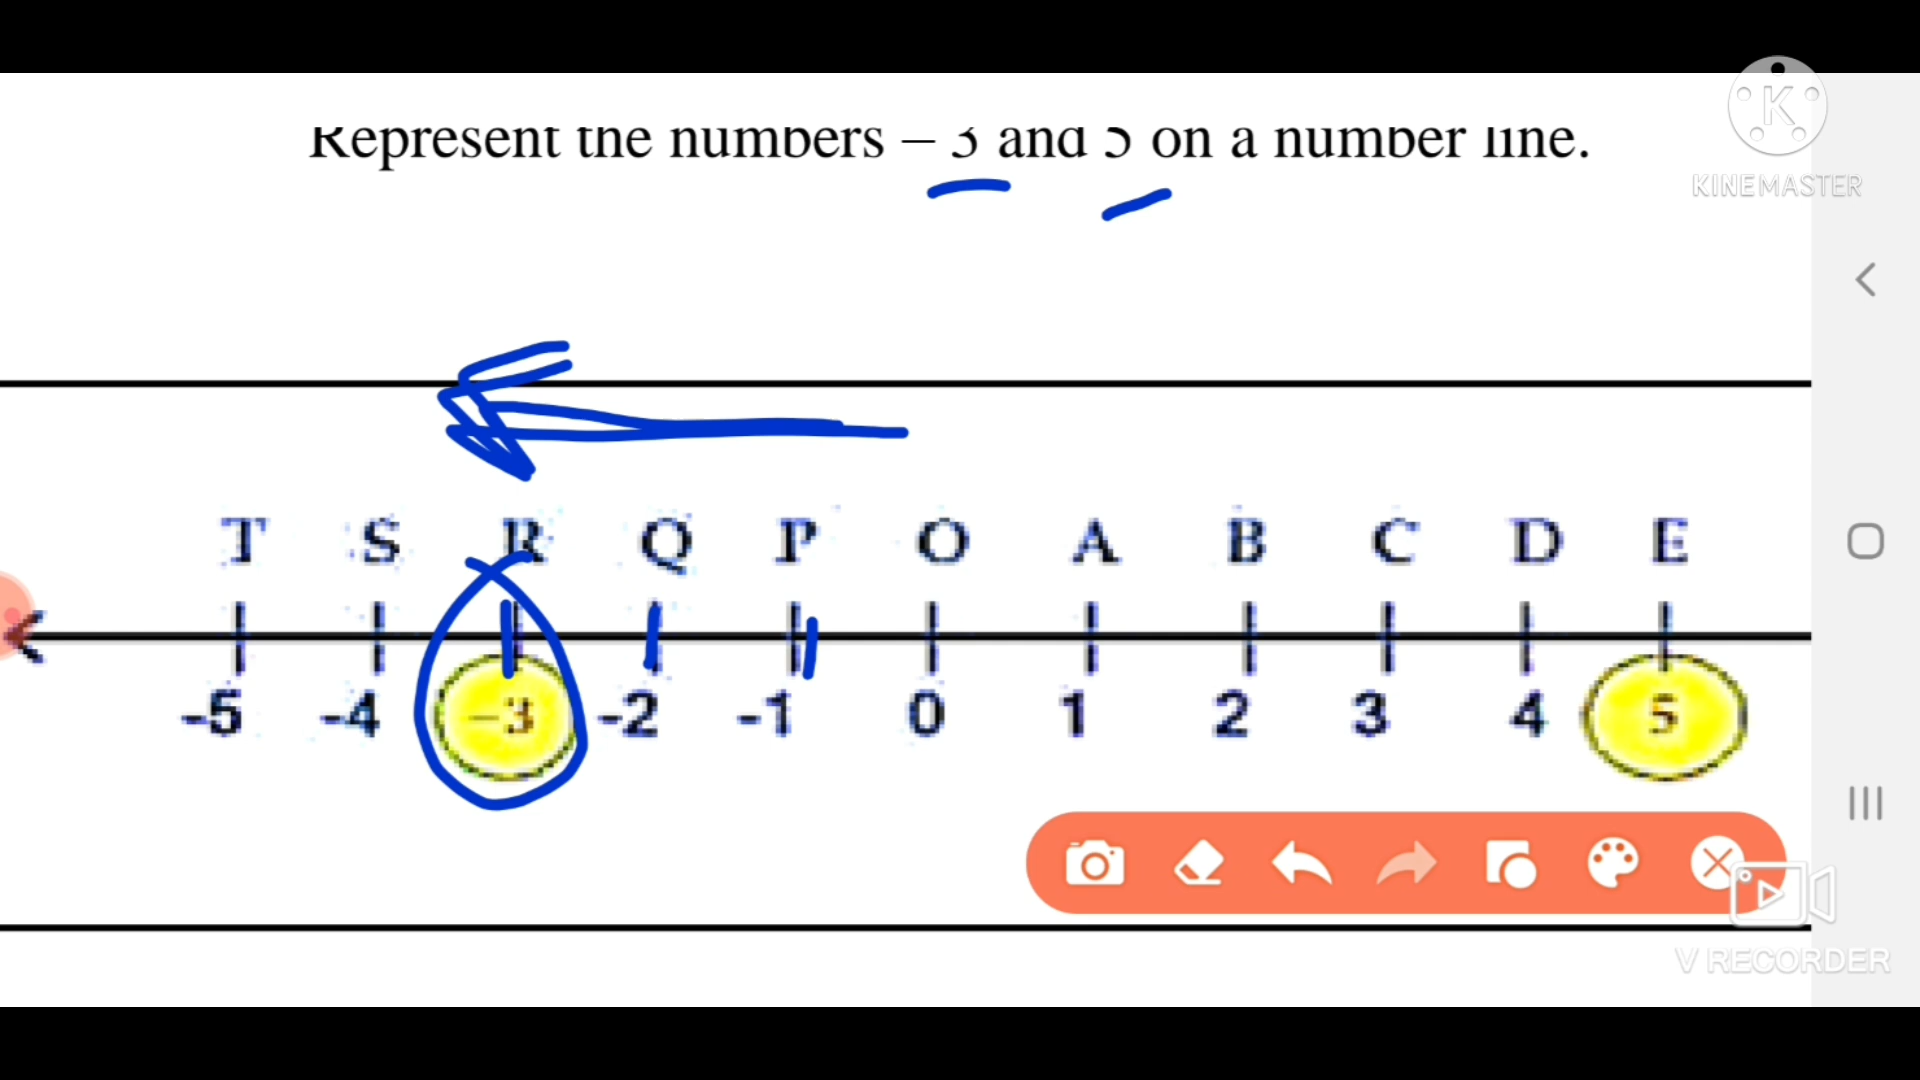 Represent the numbers – 3 and 5 on a number line.
K
KINEMASTER
T S R Q P O A B C D E
-5 -4 –3 -2 -1 0 1 2 3 4 5
V RECORDER